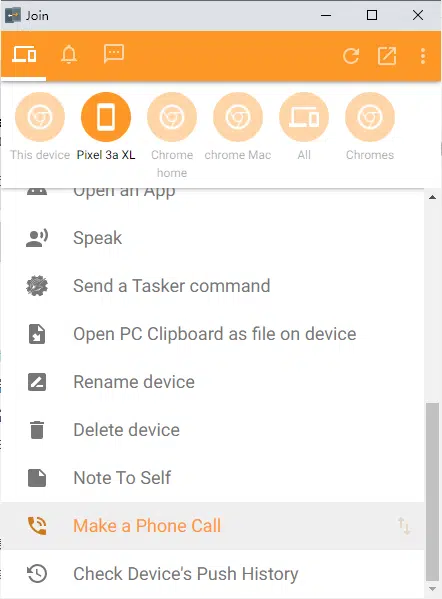 Join
This device
Pixel 3a XL
Chrome
home
chrome Mac
All
Chromes
Open an App
Speak
Send a Tasker command
Open PC Clipboard as file on device
Rename device
Delete device
Note To Self
Make a Phone Call
Check Device's Push History